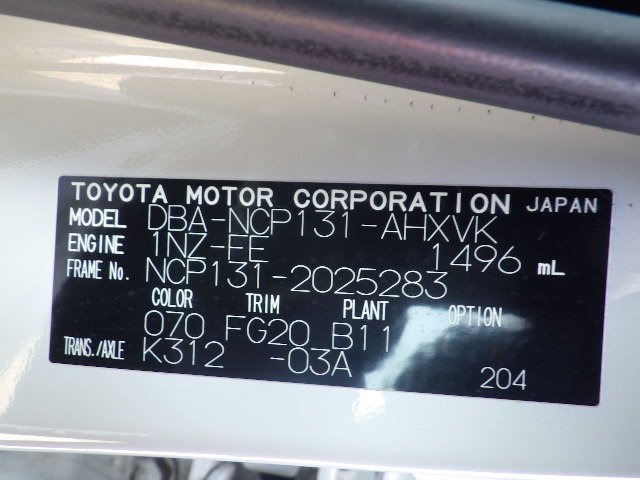 TOYOTA MOTOR CORPORATION JAPAN
MODEL DBA-NCP131-AHXVK
ENGINE 1NZ-FE 1496 mL
FRAME No. NCP131-2025283
COLOR TRIM PLANT OPTION
070 FG20 B11
TRANS./AXLE K312 -03A
204